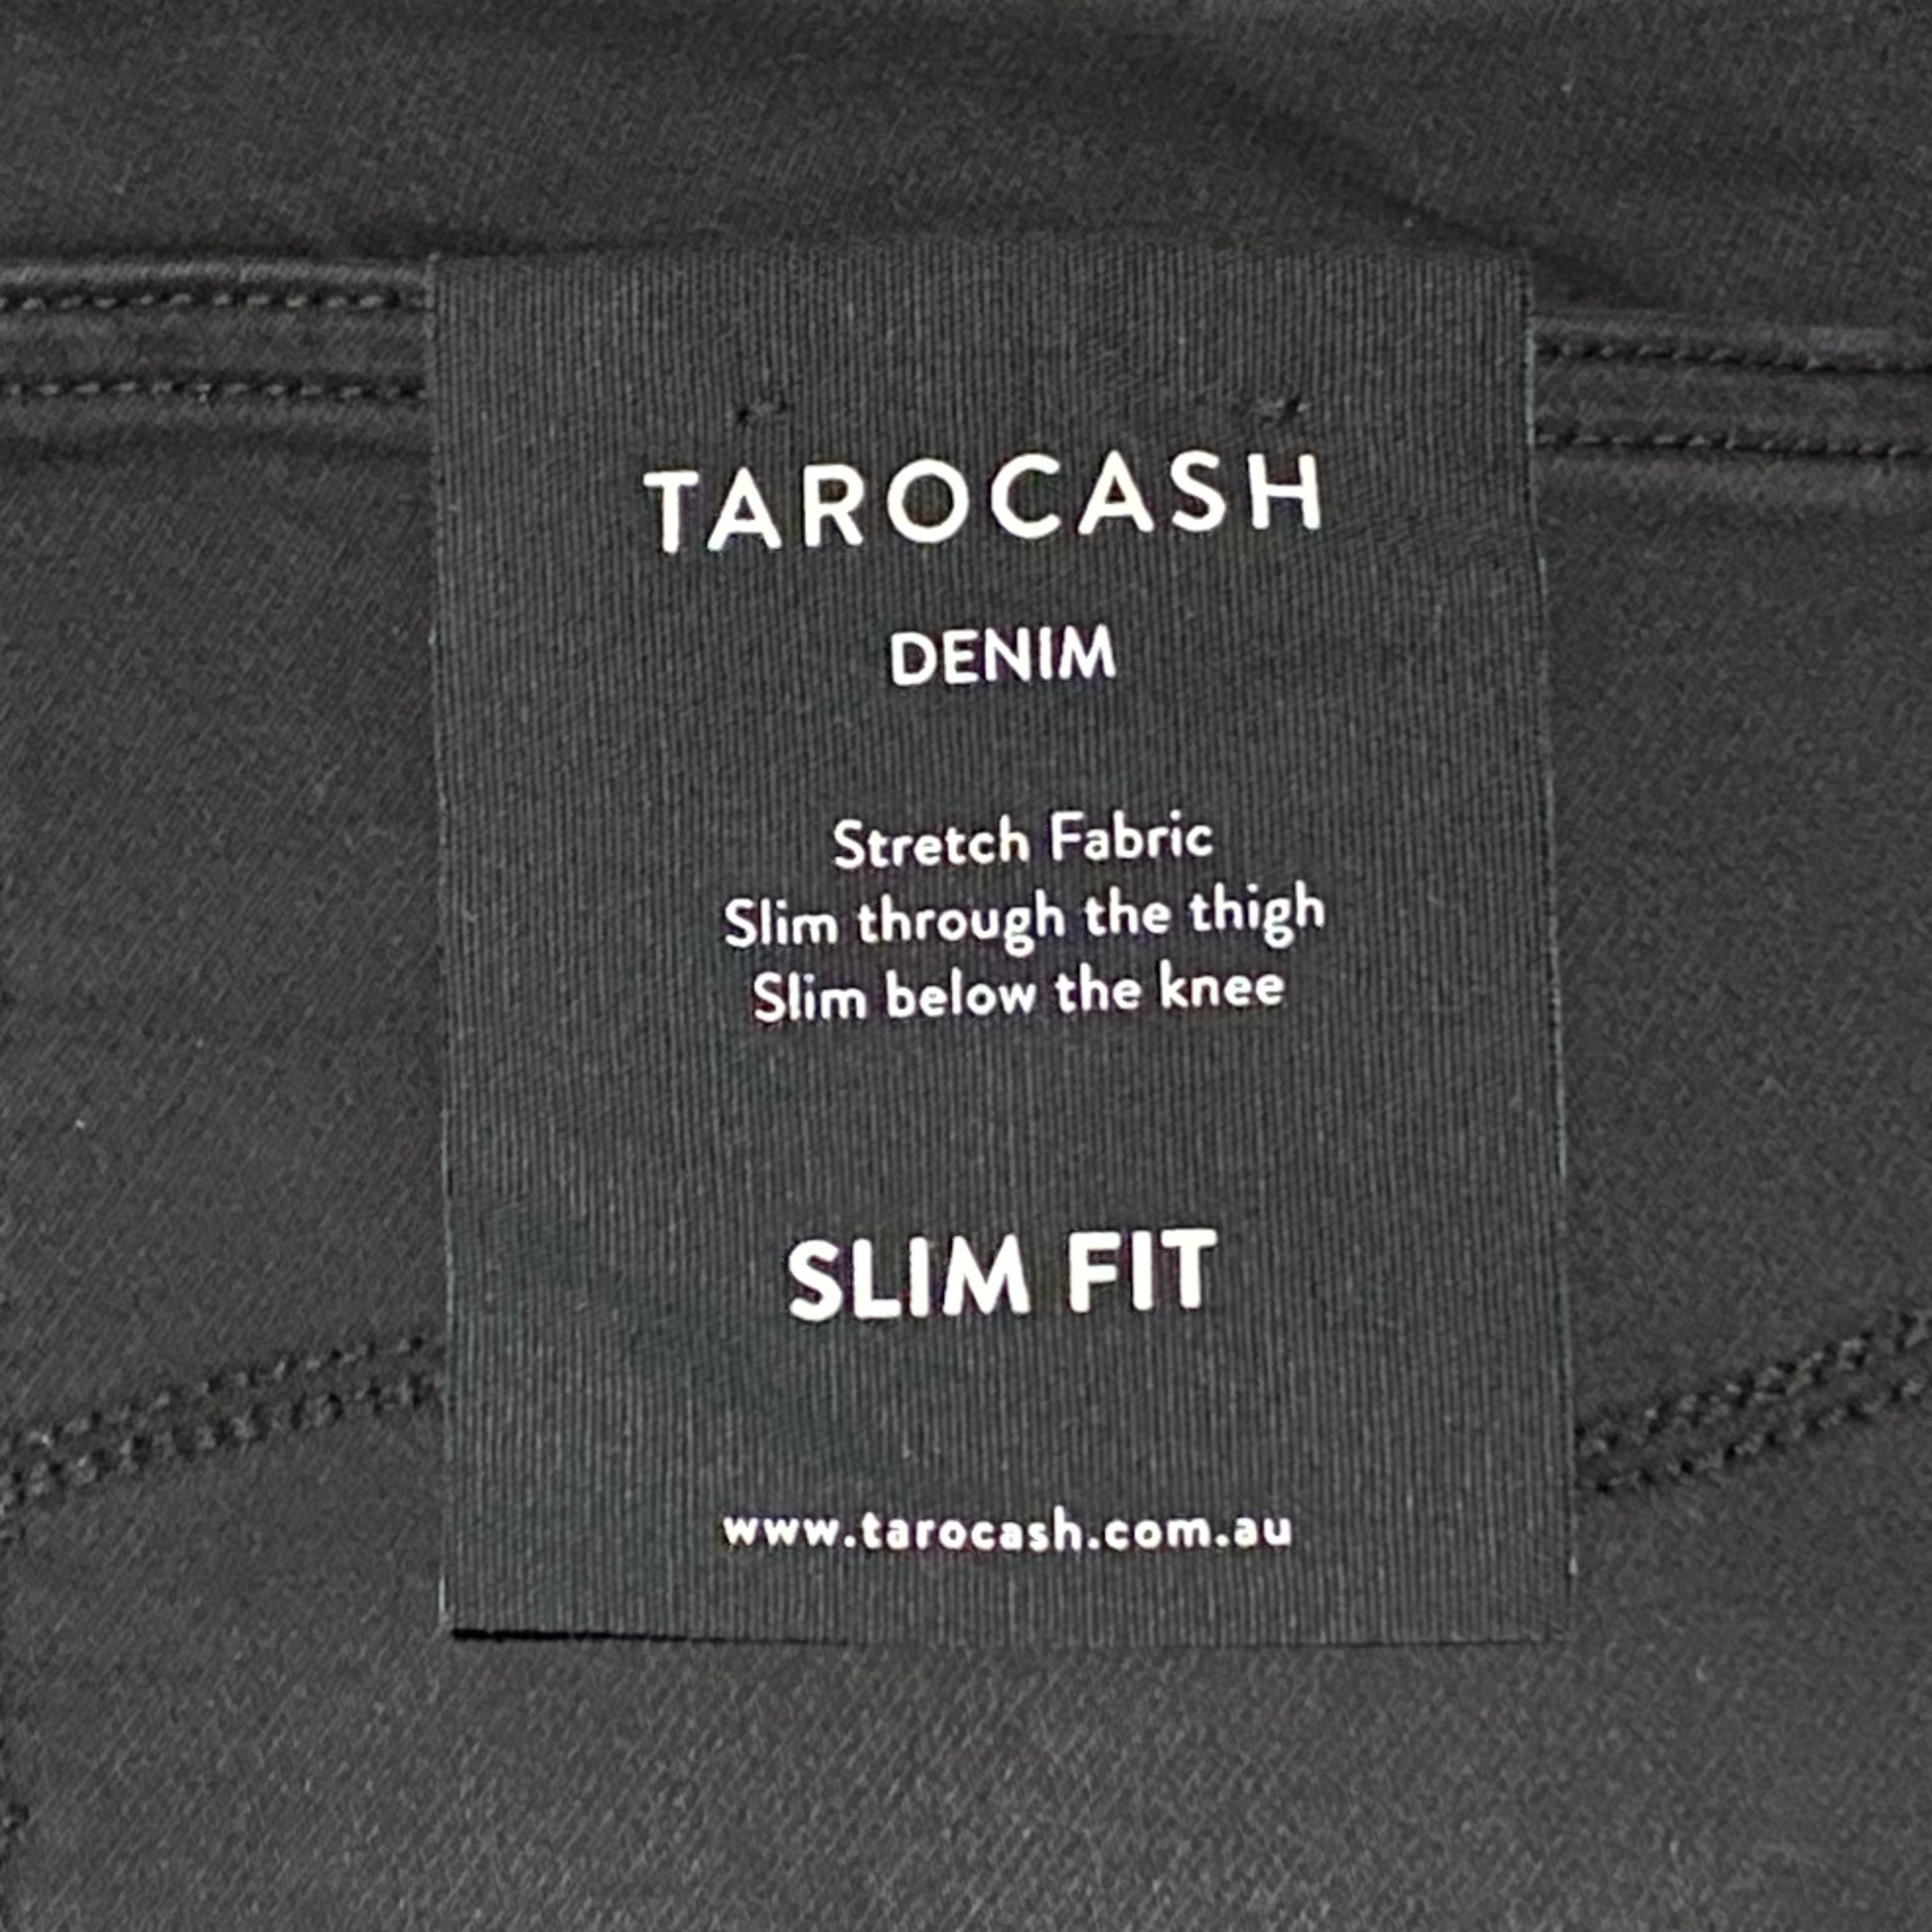 TAROCASH
DENIM
Stretch Fabric
Slim through the thigh
Slim below the knee
SLIM FIT
www.tarocash.com.au